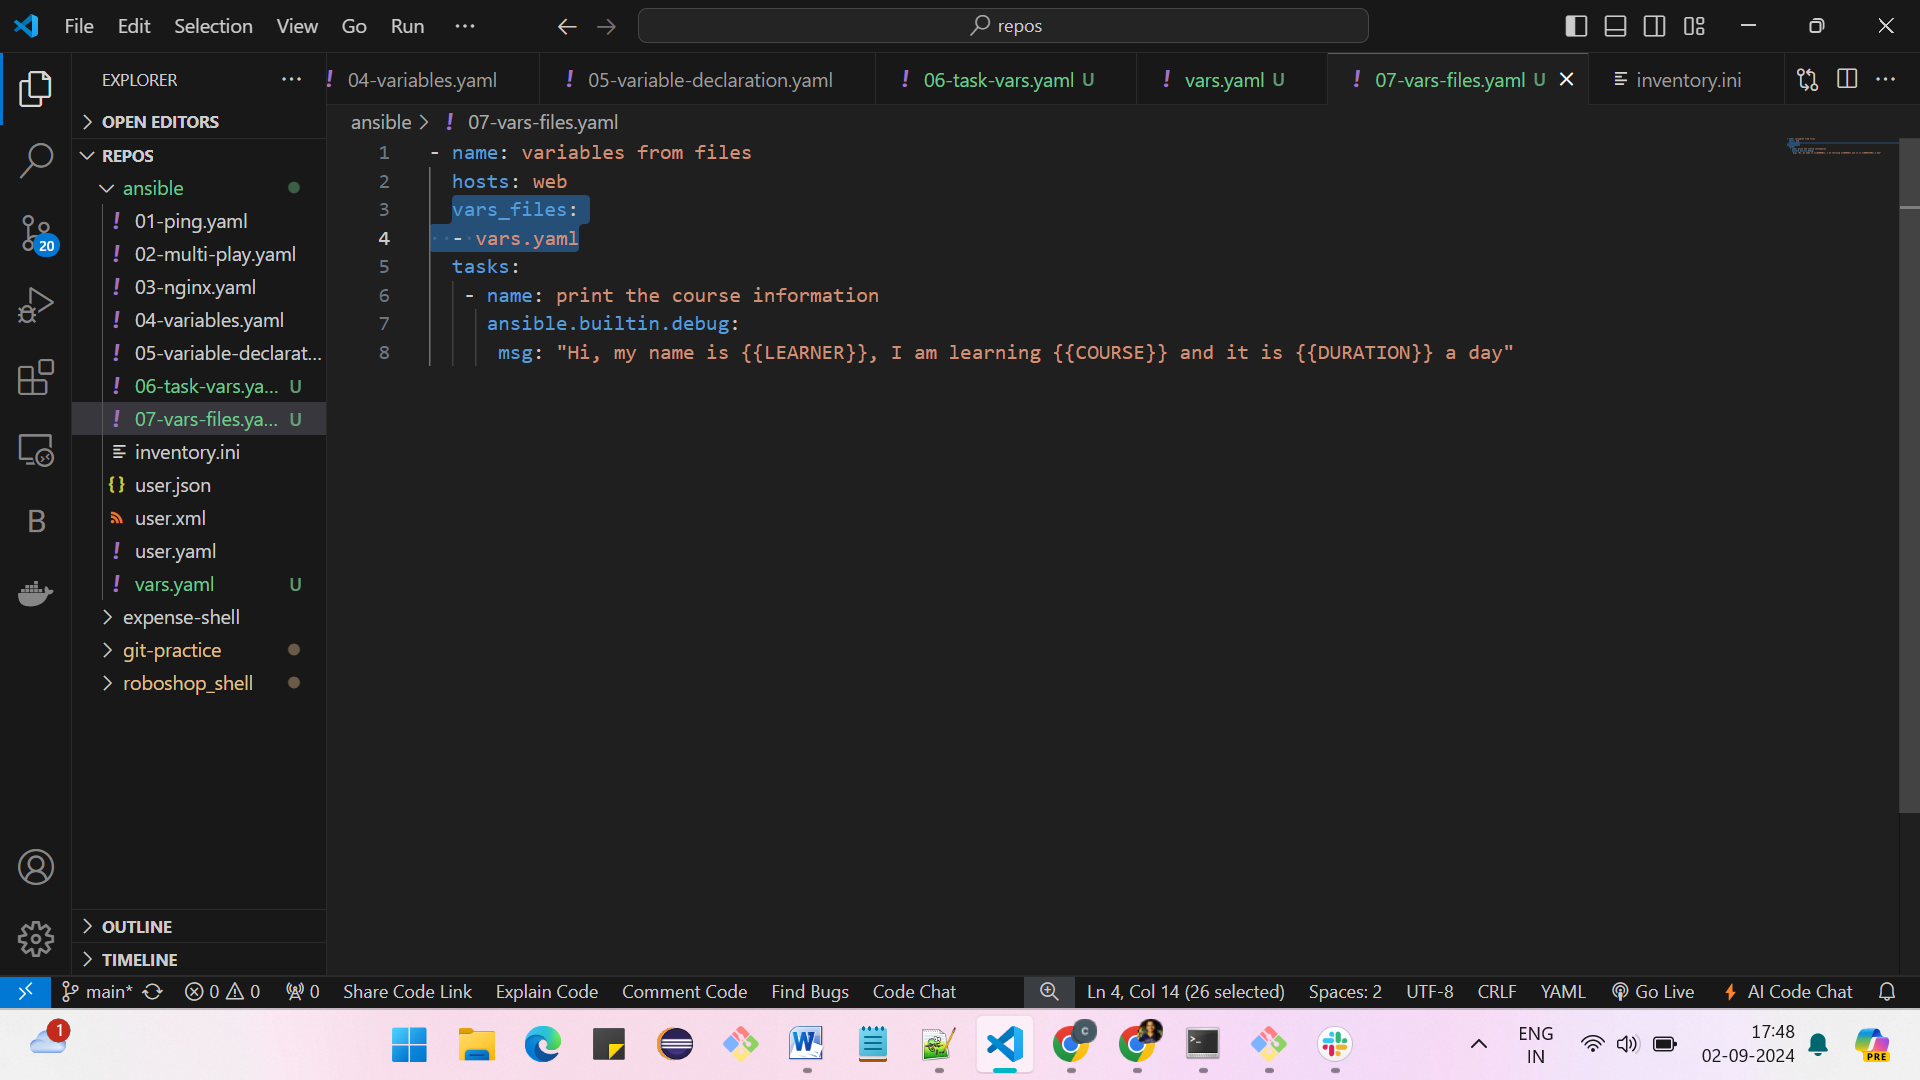 File Edit Selection View Go Run ···
repos
EXPLORER ···
OPEN EDITORS
REPOS
ansible
! 01-ping.yaml
! 02-multi-play.yaml
! 03-nginx.yaml
! 04-variables.yaml
! 05-variable-declarat...
! 06-task-vars.ya... U
! 07-vars-files.ya... U
inventory.ini
{} user.json
user.xml
! user.yaml
! vars.yaml U
expense-shell
git-practice
roboshop_shell
OUTLINE
TIMELINE
20
B
! 04-variables.yaml ! 05-variable-declaration.yaml ! 06-task-vars.yaml U ! vars.yaml U ! 07-vars-files.yaml U inventory.ini ···
ansible > ! 07-vars-files.yaml
1 - name: variables from files
2 hosts: web
3 vars_files:
4 - vars.yaml
5 tasks:
6 - name: print the course information
7 ansible.builtin.debug:
8 msg: "Hi, my name is {{LEARNER}}, I am learning {{COURSE}} and it is {{DURATION}} a day"
main* 0 0 0 Share Code Link Explain Code Comment Code Find Bugs Code Chat Ln 4, Col 14 (26 selected) Spaces: 2 UTF-8 CRLF YAML Go Live AI Code Chat
1
W
C
ENG
IN
17:48
02-09-2024
PRE